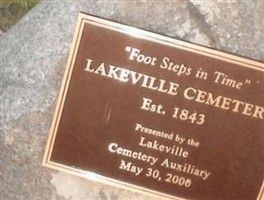 "Foot Steps in Time"
LAKEVILLE CEMETER
Est. 1843
Presented by the
Lakeville
Cemetery Auxiliary
May 30, 2006